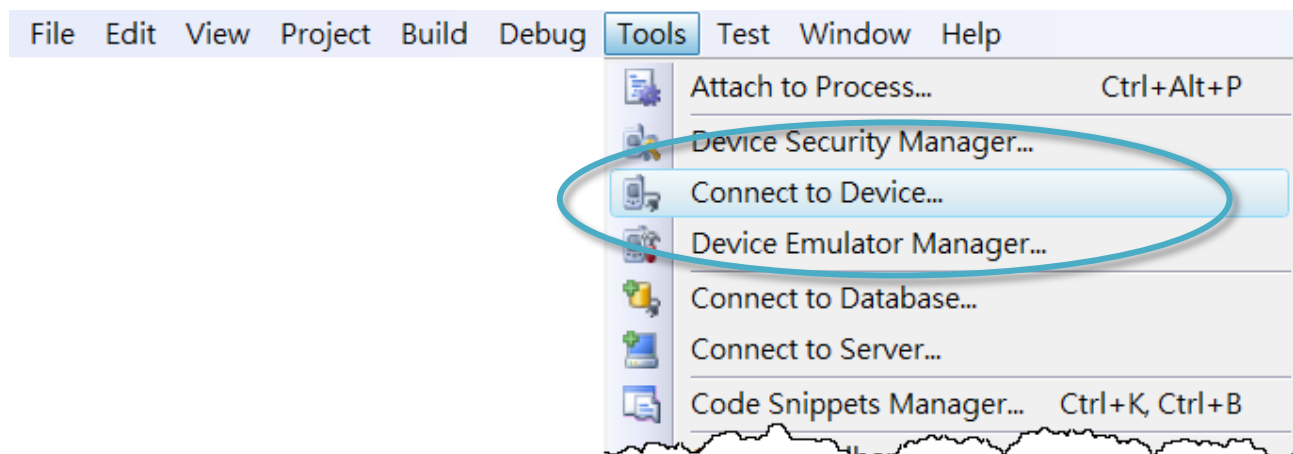 File Edit View Project Build Debug Tools Test Window Help
Attach to Process... Ctrl+Alt+P
Device Security Manager...
Connect to Device...
Device Emulator Manager...
Connect to Database...
Connect to Server...
Code Snippets Manager... Ctrl+K, Ctrl+B